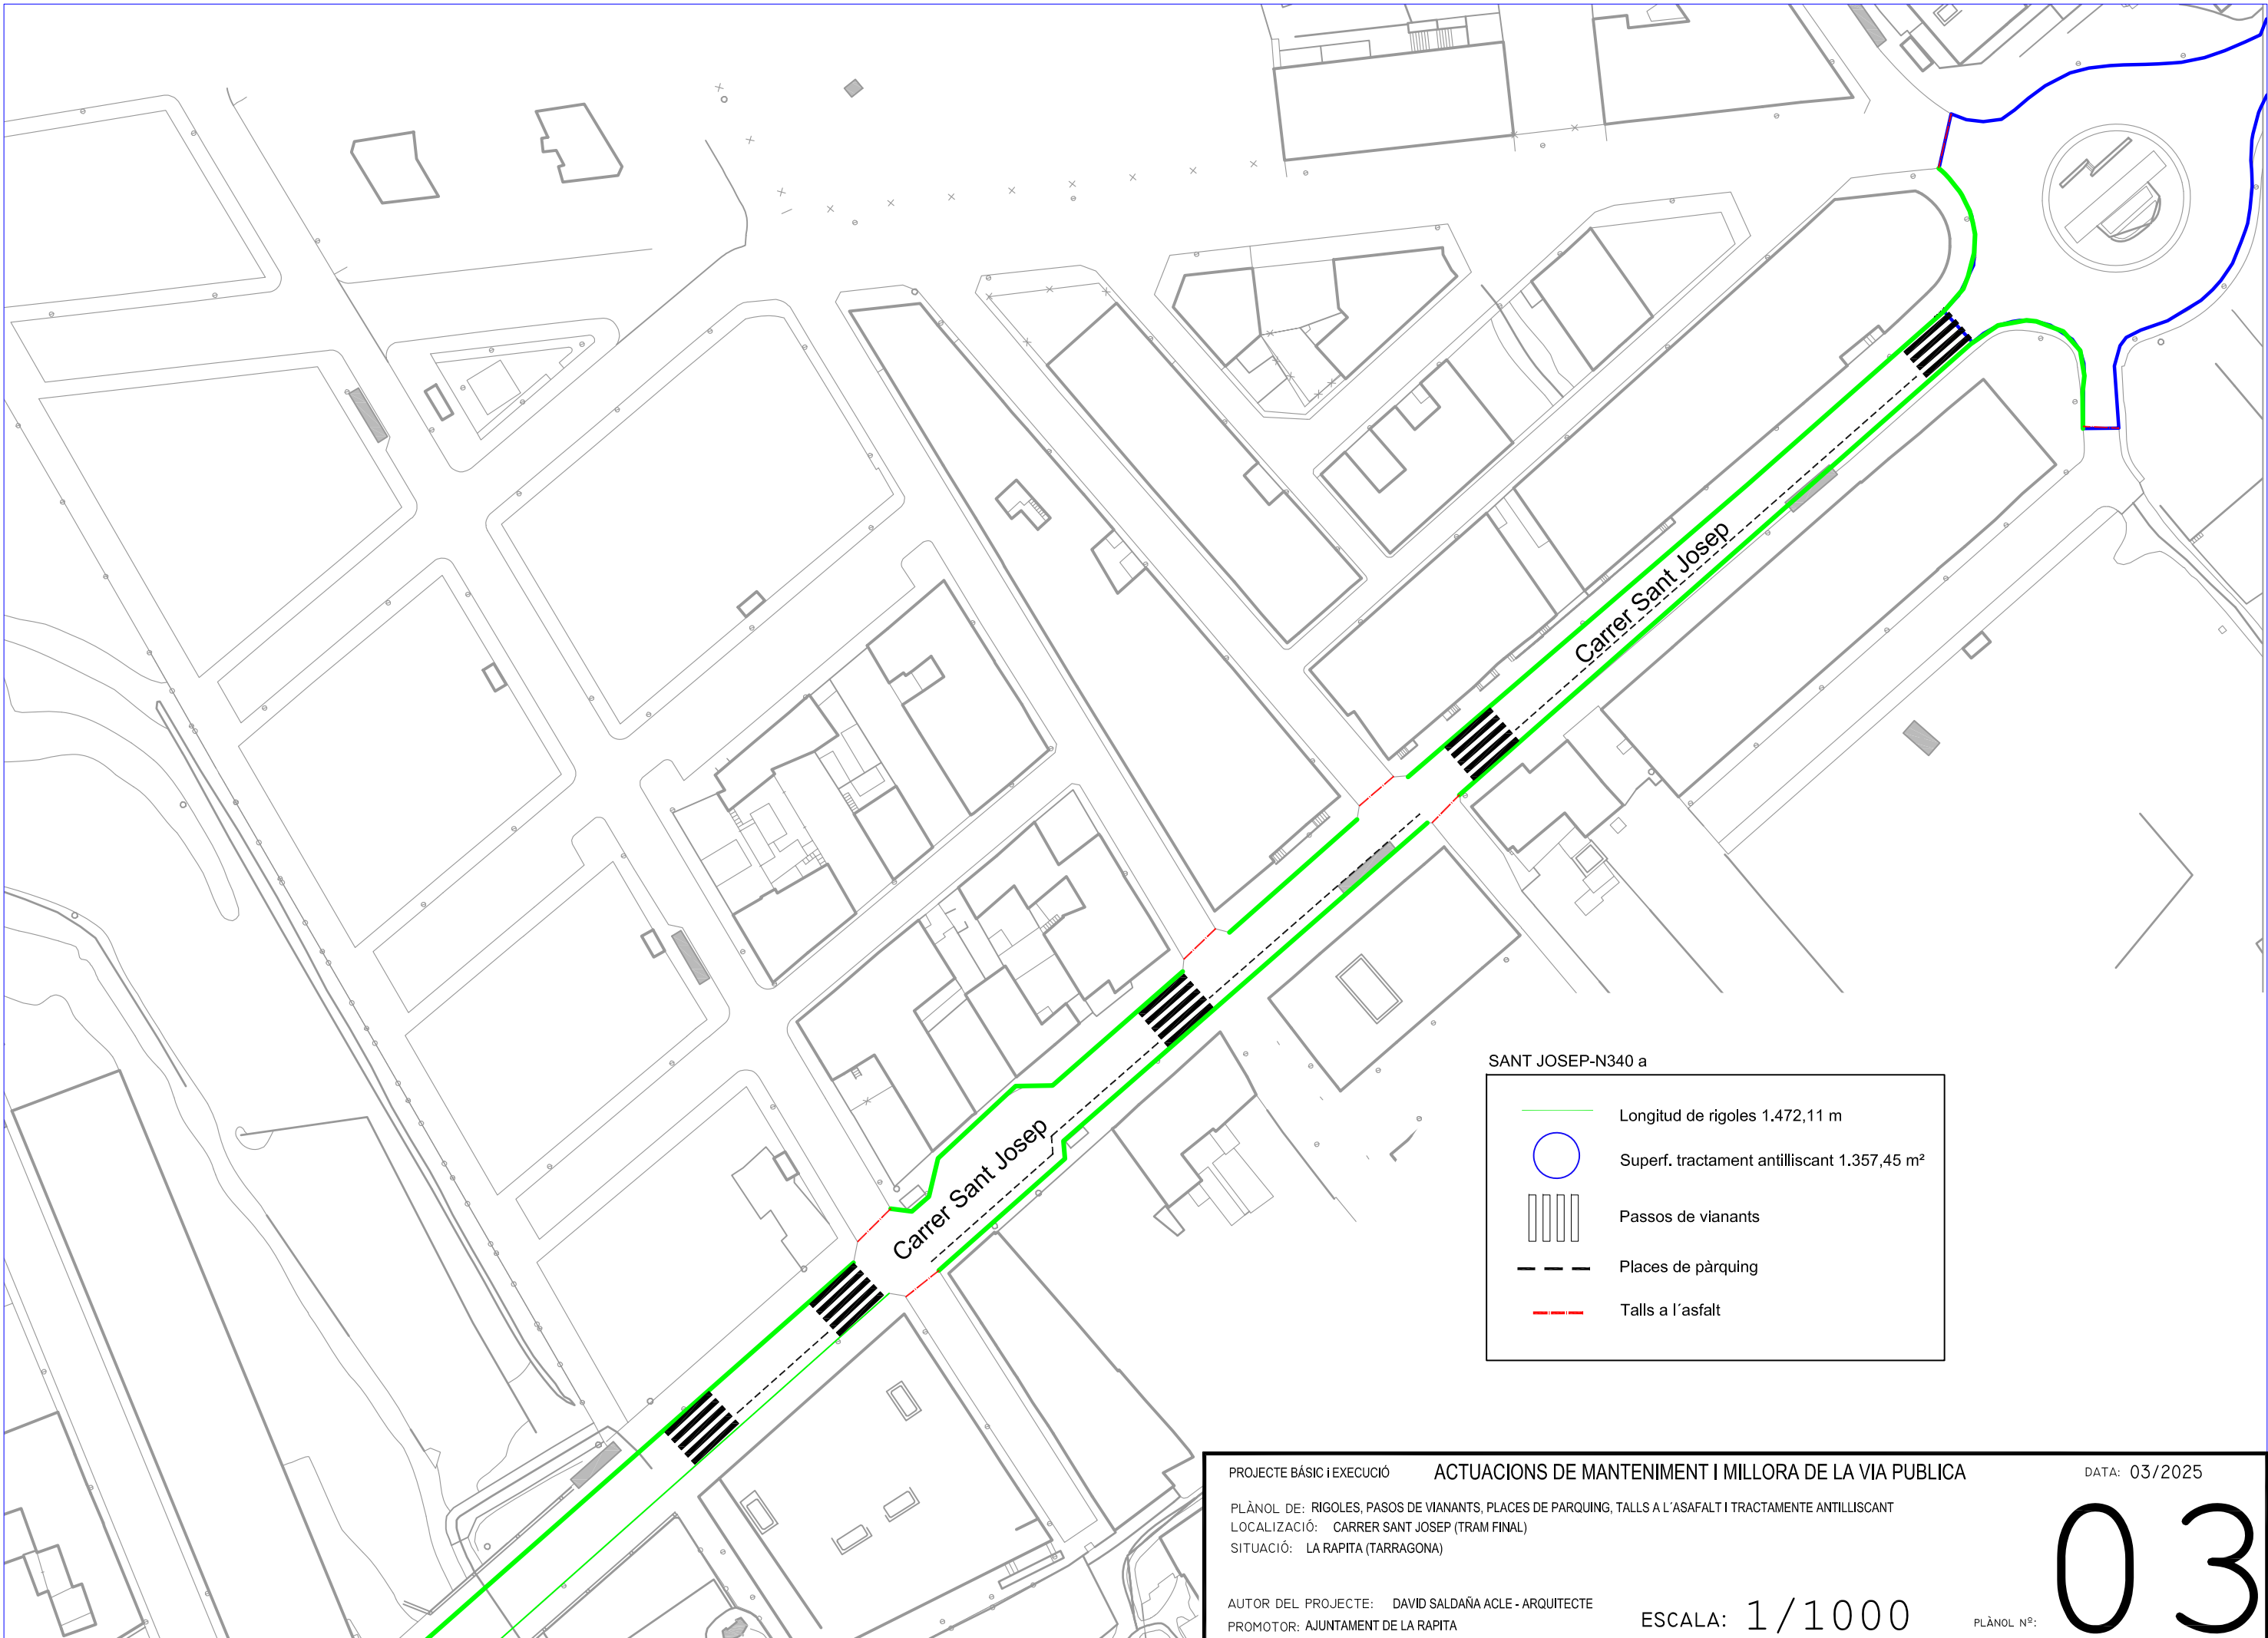 Carrer Sant Josep
Carrer Sant Josep
SANT JOSEP-N340 a
Longitud de rigoles 1.472,11 m
Superf. tractament antilliscant 1.357,45 m²
Passos de vianants
Places de pàrquing
Talls a l´asfalt
PROJECTE BÀSIC i EXECUCIÓ ACTUACIONS DE MANTENIMENT I MILLORA DE LA VIA PUBLICA DATA: 03/2025
PLÀNOL DE: RIGOLES, PASOS DE VIANANTS, PLACES DE PARQUING, TALLS A L´ASAFALT I TRACTAMENTE ANTILLISCANT
LOCALIZACIÓ: CARRER SANT JOSEP (TRAM FINAL)
SITUACIÓ: LA RAPITA (TARRAGONA)
AUTOR DEL PROJECTE: DAVID SALDAÑA ACLE - ARQUITECTE
PROMOTOR: AJUNTAMENT DE LA RAPITA
ESCALA: 1/1000
PLÀNOL Nº: 03